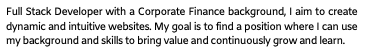 Full Stack Developer with a Corporate Finance background, I aim to create
dynamic and intuitive websites. My goal is to find a position where I can use
my background and skills to bring value and continuously grow and learn.